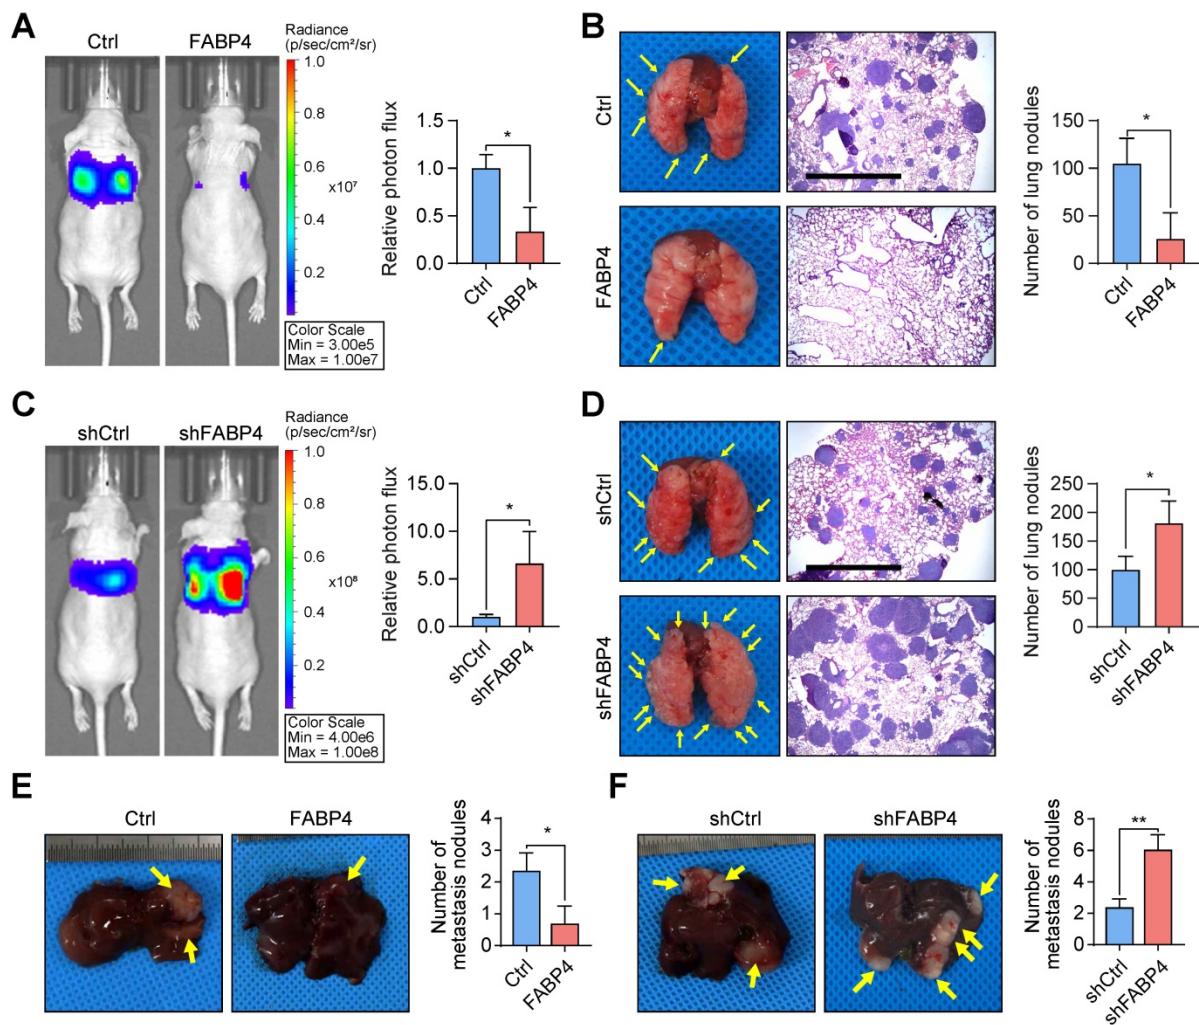 A
Ctrl
FABP4
Radiance
(p/sec/cm²/sr)
1.0
0.8
0.6
x10⁷
0.4
0.2
Color Scale
Min = 3.00e5
Max = 1.00e7
Relative photon flux
1.5
1.0
0.5
0.0
*
Ctrl
FABP4
B
Ctrl
FABP4
Number of lung nodules
150
100
50
0
*
Ctrl
FABP4
C
shCtrl
shFABP4
Radiance
(p/sec/cm²/sr)
1.0
0.8
0.6
x10⁸
0.4
0.2
Color Scale
Min = 4.00e6
Max = 1.00e8
Relative photon flux
15.0
10.0
5.0
0.0
*
shCtrl
shFABP4
D
shCtrl
shFABP4
Number of lung nodules
250
200
150
100
50
0
*
shCtrl
shFABP4
E
Ctrl
FABP4
Number of
metastasis nodules
4
3
2
1
0
*
Ctrl
FABP4
F
shCtrl
shFABP4
Number of
metastasis nodules
8
6
4
2
0
**
shCtrl
shFABP4